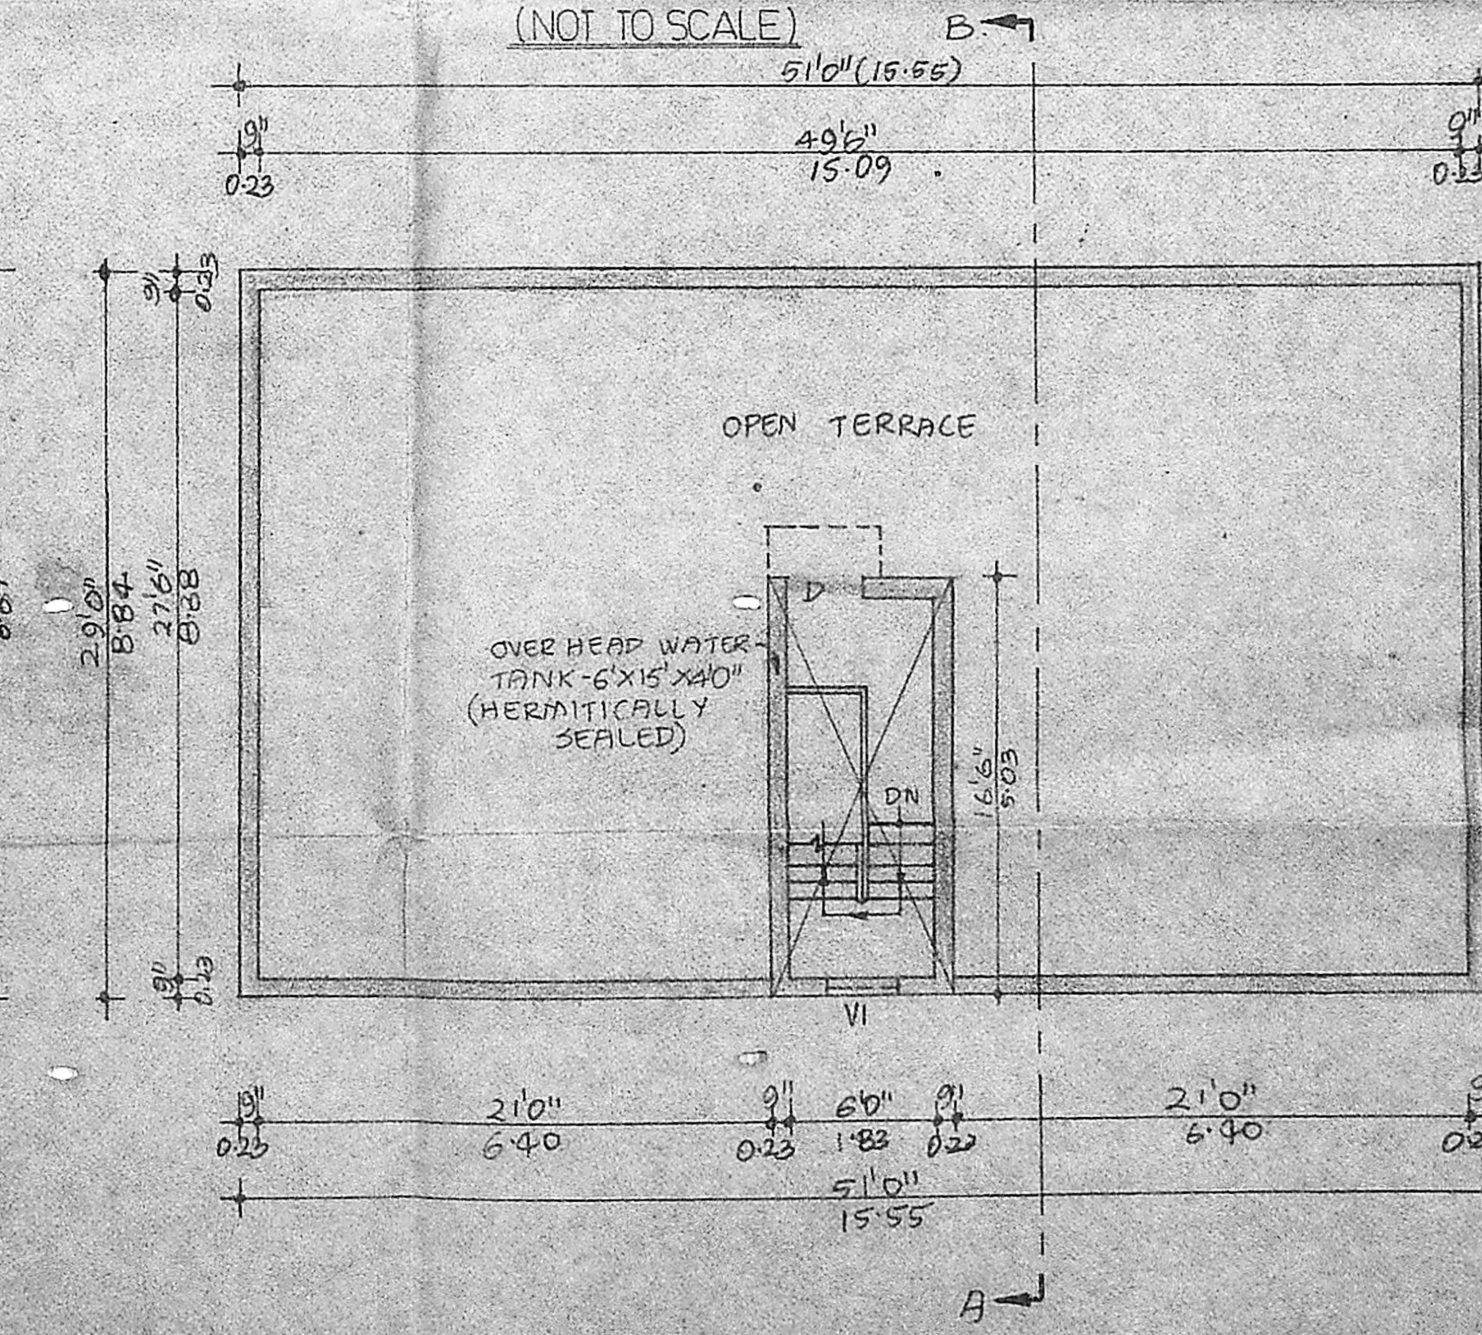 (NOT TO SCALE)
B
51'0"(15.55)
9"
49'6"
0.23
15.09
9"
0.23
29'0"
8.84
27'6"
8.38
OPEN TERRACE
D
OVER HEAD WATER
TANK-6'X15'X4'0"
(HERMITICALLY
SEALED)
DN
16'6"
5.03
9"
0.23
V1
9"
21'0"
9"
6'0"
9"
21'0"
0.23
6.40
0.23
1.83
0.23
6.40
51'0"
15.55
A